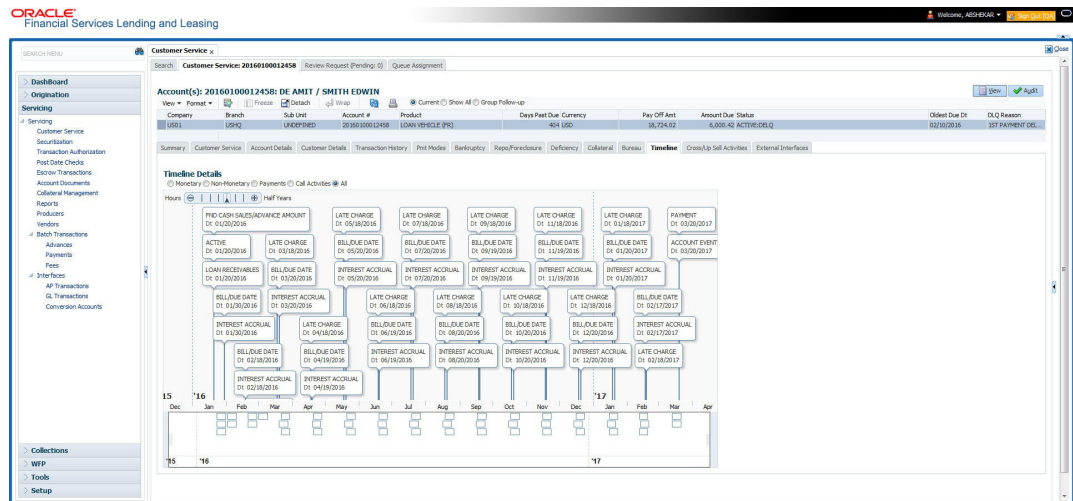 ORACLE
Financial Services Lending and Leasing
Welcome, ABSHEKAR
Sign Out [QA]
SEARCH MENU
DashBoard
Origination
Servicing
Servicing
Customer Service
Securitization
Transaction Authorization
Post Date Checks
Escrow Transactions
Account Documents
Collateral Management
Reports
Producers
Vendors
Batch Transactions
Advances
Payments
Fees
Interfaces
AP Transactions
GL Transactions
Conversion Accounts
Collections
WFP
Tools
Setup
Customer Service x
Close
Search Customer Service: 20160100012458 Review Request (Pending: 0) Queue Assignment
Account(s): 20160100012458: DE AMIT / SMITH EDWIN
View Audit
View Format Freeze Detach Wrap Current Show All Group Follow-up
Company Branch Sub Unit Account # Product Days Past Due Currency Pay Off Amt Amount Due Status Oldest Due Dt DLQ Reason
US01 USHQ UNDEFINED 20160100012458 LOAN VEHICLE (FR) 404 USD 18,724.02 6,000.42 ACTIVE:DELQ 02/10/2016 1ST PAYMENT DEL...
Summary Customer Service Account Details Customer Details Transaction History Pmt Modes Bankruptcy Repo/Foreclosure Deficiency Collateral Bureau Timeline Cross/Up Sell Activities External Interfaces
Timeline Details
Monetary Non-Monetary Payments Call Activities All
Hours Half Years
FND CASH SALES/ADVANCE AMOUNT LATE CHARGE LATE CHARGE LATE CHARGE LATE CHARGE LATE CHARGE PAYMENT
Dt 01/20/2016 Dt 05/18/2016 Dt 07/18/2016 Dt 09/18/2016 Dt 11/18/2016 Dt 01/18/2017 Dt 03/20/2017
ACTIVE LATE CHARGE BILL/DUE DATE BILL/DUE DATE BILL/DUE DATE BILL/DUE DATE BILL/DUE DATE ACCOUNT EVENT
Dt 01/20/2016 Dt 03/18/2016 Dt 05/20/2016 Dt 07/20/2016 Dt 09/19/2016 Dt 11/19/2016 Dt 01/20/2017 Dt 03/20/2017
LOAN RECEIVABLES BILL/DUE DATE INTEREST ACCRUAL INTEREST ACCRUAL INTEREST ACCRUAL INTEREST ACCRUAL INTEREST ACCRUAL
Dt 01/20/2016 Dt 03/20/2016 Dt 05/20/2016 Dt 07/20/2016 Dt 09/19/2016 Dt 11/19/2016 Dt 01/20/2017
BILL/DUE DATE INTEREST ACCRUAL LATE CHARGE LATE CHARGE LATE CHARGE LATE CHARGE BILL/DUE DATE
Dt 01/30/2016 Dt 03/20/2016 Dt 06/18/2016 Dt 08/18/2016 Dt 10/18/2016 Dt 12/18/2016 Dt 02/17/2017
INTEREST ACCRUAL LATE CHARGE BILL/DUE DATE BILL/DUE DATE BILL/DUE DATE BILL/DUE DATE INTEREST ACCRUAL
Dt 01/30/2016 Dt 04/18/2016 Dt 06/19/2016 Dt 08/20/2016 Dt 10/20/2016 Dt 12/20/2016 Dt 02/17/2017
BILL/DUE DATE BILL/DUE DATE INTEREST ACCRUAL INTEREST ACCRUAL INTEREST ACCRUAL INTEREST ACCRUAL LATE CHARGE
Dt 02/18/2016 Dt 04/19/2016 Dt 06/19/2016 Dt 08/20/2016 Dt 10/20/2016 Dt 12/20/2016 Dt 02/18/2017
INTEREST ACCRUAL INTEREST ACCRUAL
Dt 02/18/2016 Dt 04/19/2016
15 '16 '17
Dec Jan Feb Mar Apr May Jun Jul Aug Sep Oct Nov Dec Jan Feb Mar Apr
'15 '16 '17